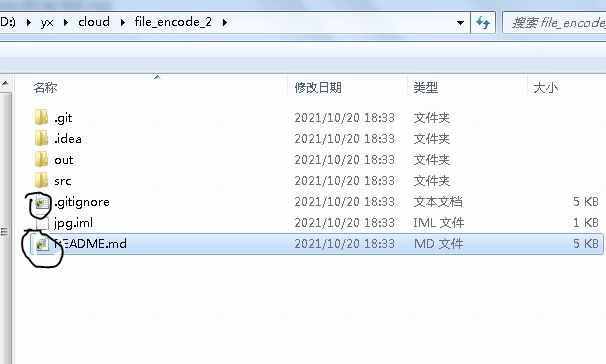 D:) ▸ yx ▸ cloud ▸ file_encode_2 ▸ 搜索 file_encode_
名称 修改日期 类型 大小
.git 2021/10/20 18:33 文件夹
.idea 2021/10/20 18:33 文件夹
out 2021/10/20 18:33 文件夹
src 2021/10/20 18:33 文件夹
.gitignore 2021/10/20 18:33 文本文档 5 KB
jpg.iml 2021/10/20 18:33 IML 文件 1 KB
README.md 2021/10/20 18:33 MD 文件 5 KB